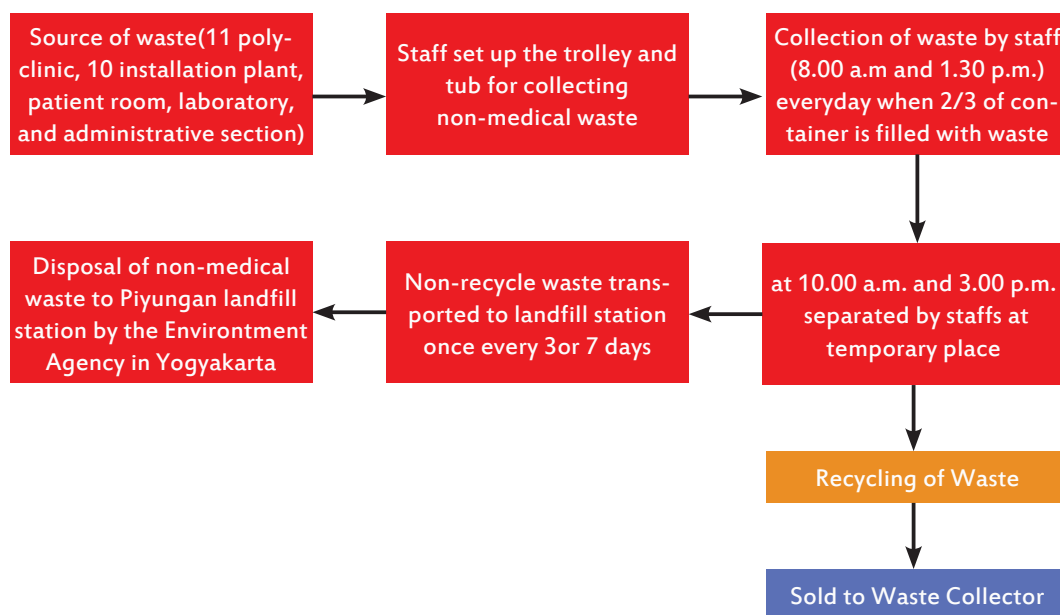 Source of waste(11 poly-
clinic, 10 installation plant,
patient room, laboratory,
and administrative section)
Staff set up the trolley and
tub for collecting
non-medical waste
Collection of waste by staff
(8.00 a.m and 1.30 p.m.)
everyday when 2/3 of con-
tainer is filled with waste
at 10.00 a.m. and 3.00 p.m.
separated by staffs at
temporary place
Non-recycle waste trans-
ported to landfill station
once every 3or 7 days
Disposal of non-medical
waste to Piyungan landfill
station by the Environtment
Agency in Yogyakarta
Recycling of Waste
Sold to Waste Collector